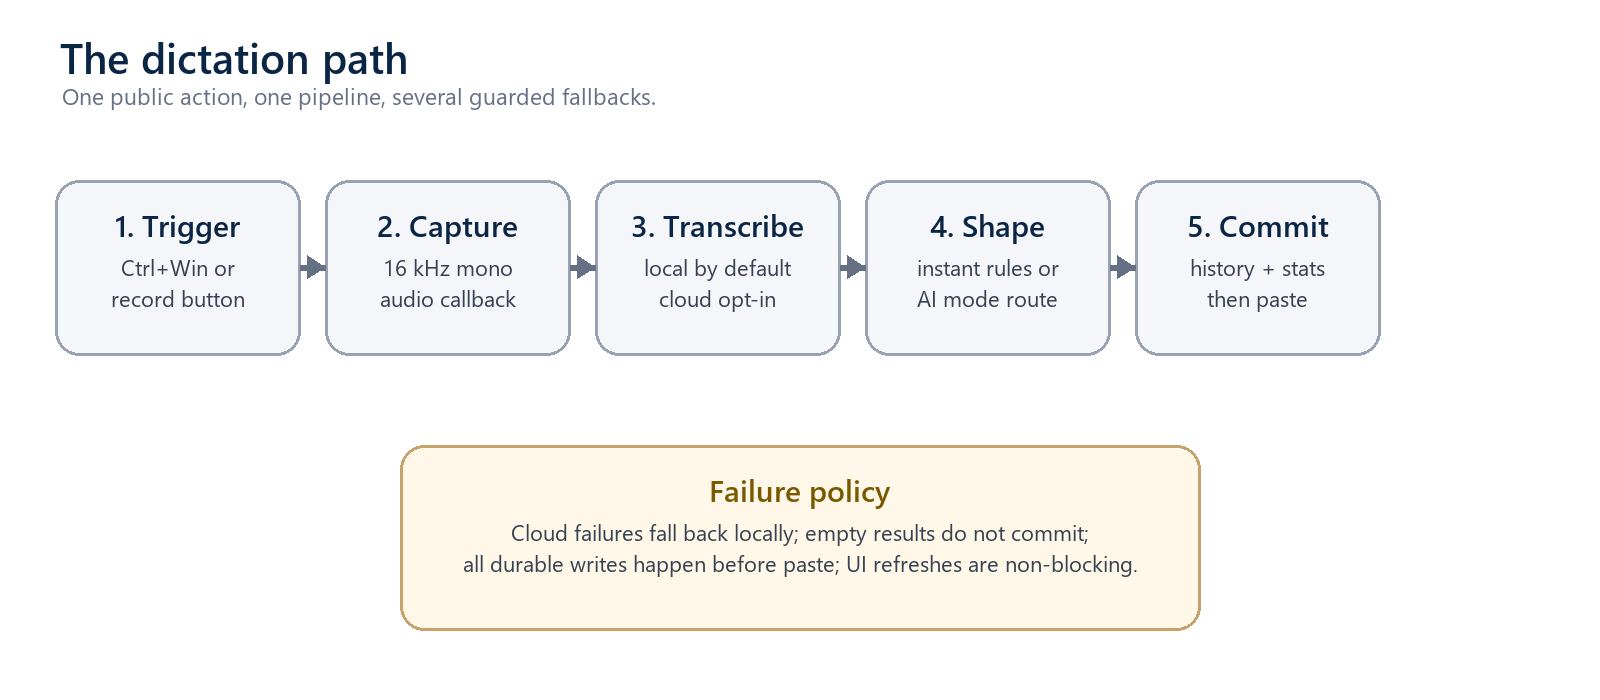 The dictation path
One public action, one pipeline, several guarded fallbacks.
1. Trigger
Ctrl+Win or
record button
2. Capture
16 kHz mono
audio callback
3. Transcribe
local by default
cloud opt-in
4. Shape
instant rules or
AI mode route
5. Commit
history + stats
then paste
Failure policy
Cloud failures fall back locally; empty results do not commit;
all durable writes happen before paste; UI refreshes are non-blocking.